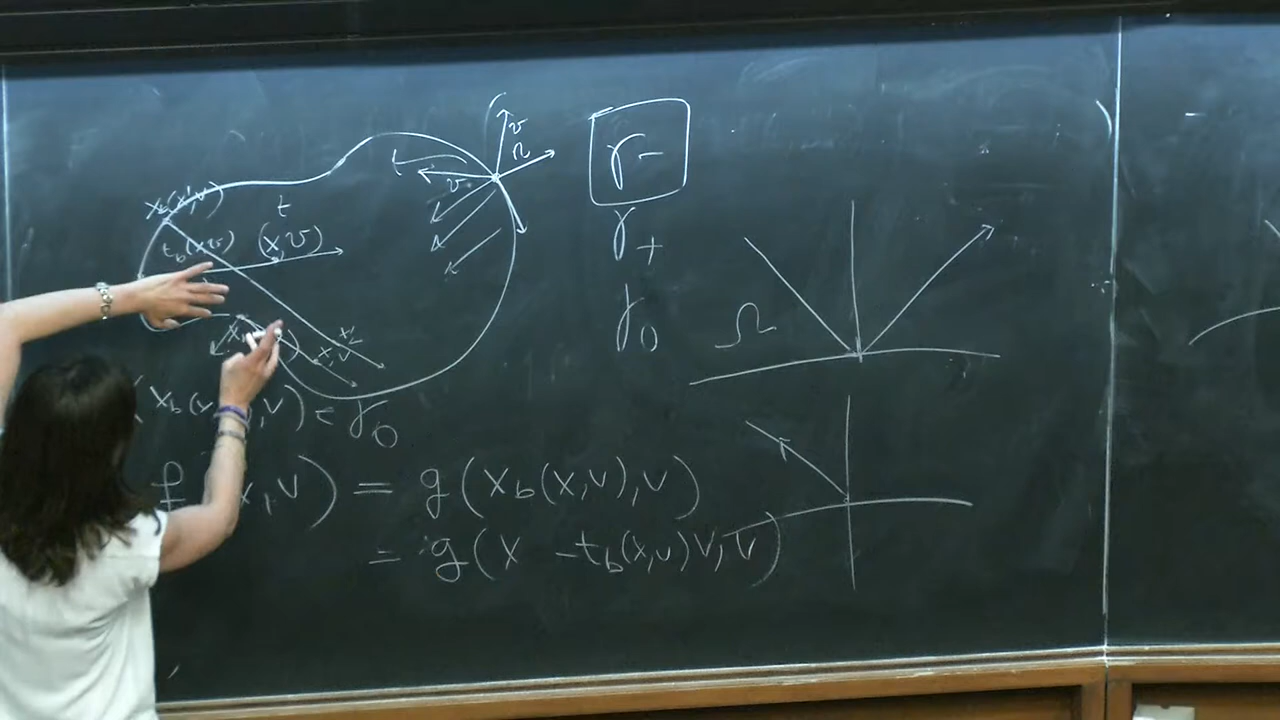 x_b(x',v)
t
v
Ω
v
t_b(x,v)
(x,v)
x,v
γ-
γ+
γ0
Ω
x_b(x , v) ∈ γ0
f x,v) = g(x_b(x,v),v)
= g(x - t_b(x,v)v,v)